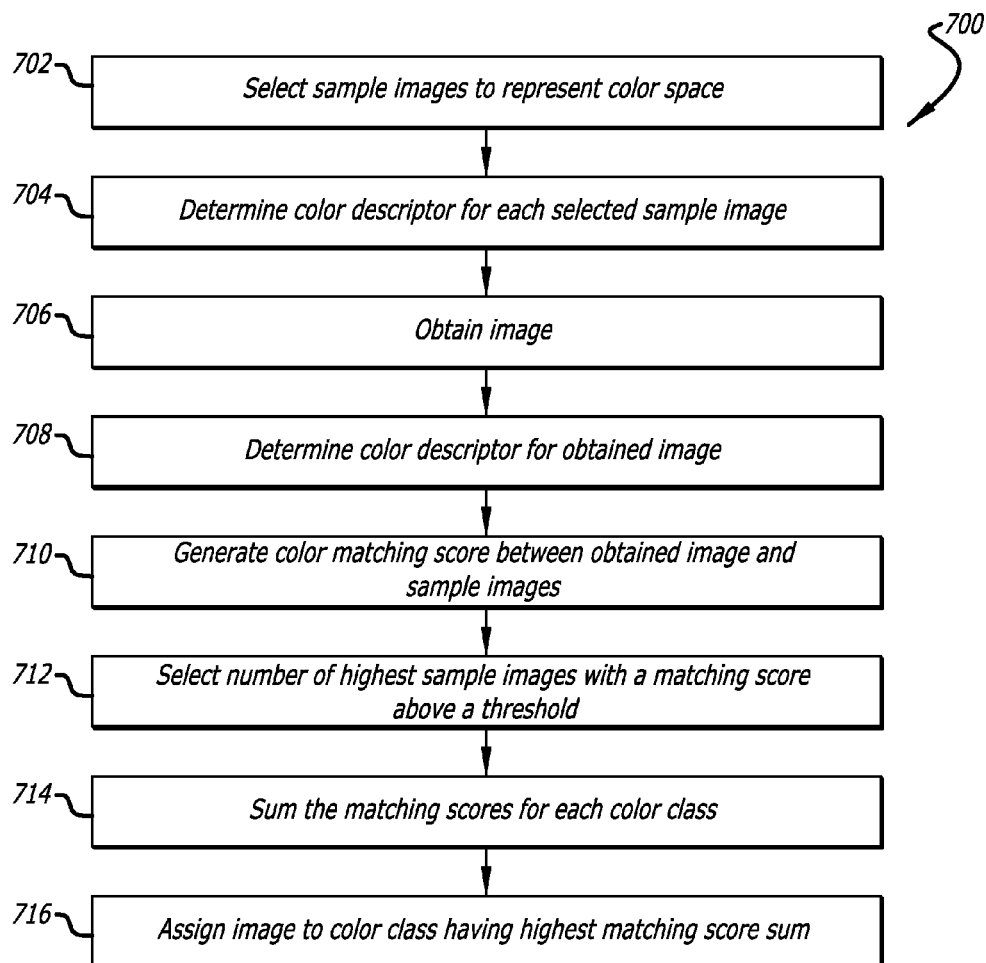 700
702
Select sample images to represent color space
704
Determine color descriptor for each selected sample image
706
Obtain image
708
Determine color descriptor for obtained image
710
Generate color matching score between obtained image and
sample images
712
Select number of highest sample images with a matching score
above a threshold
714
Sum the matching scores for each color class
716
Assign image to color class having highest matching score sum